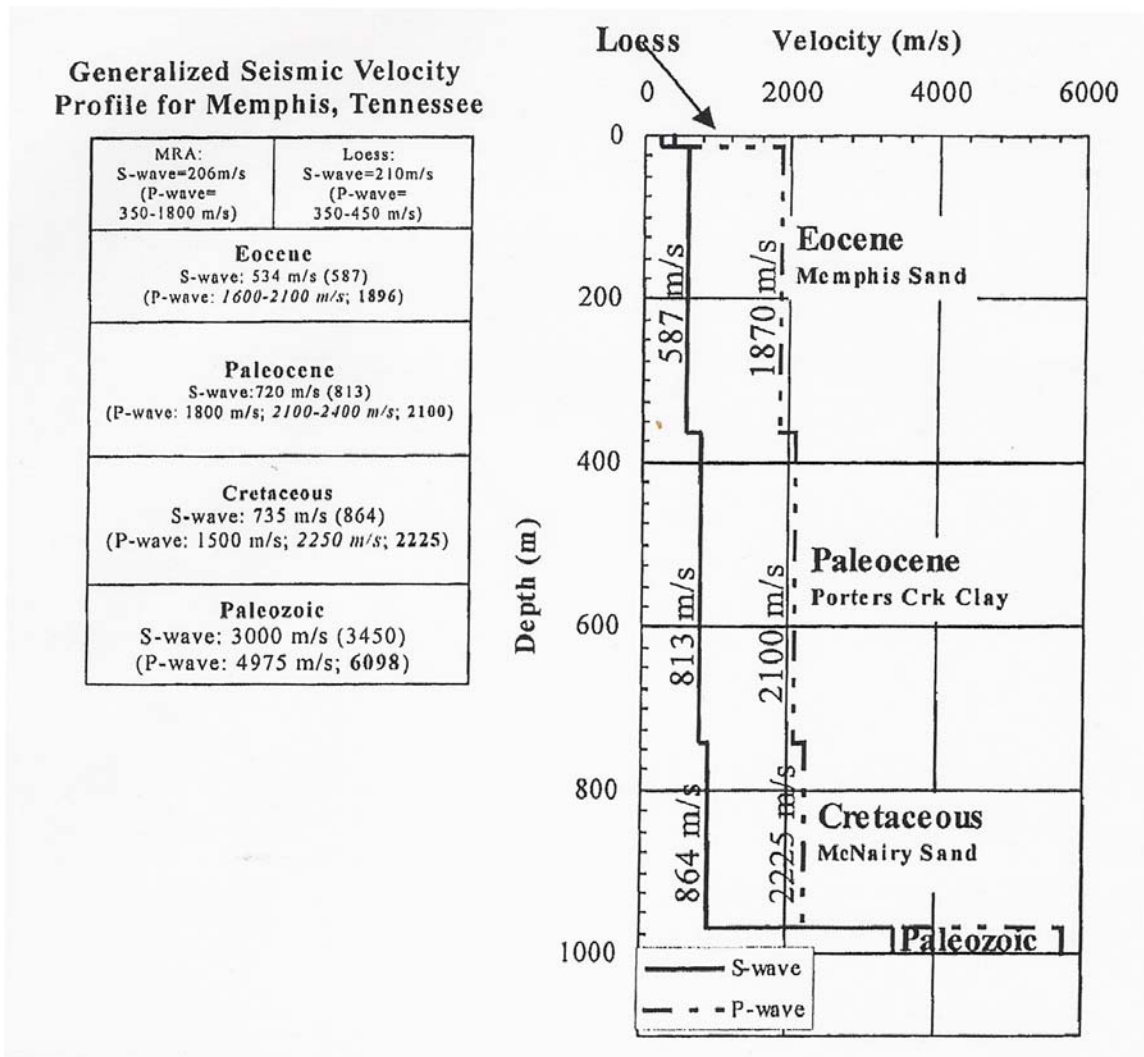 Generalized Seismic Velocity
Profile for Memphis, Tennessee
MRA:
S-wave=206m/s
(P-wave=
350-1800 m/s)
Loess:
S-wave=210m/s
(P-wave=
350-450 m/s)
Eocene
S-wave: 534 m/s (587)
(P-wave: 1600-2100 m/s; 1896)
Paleocene
S-wave:720 m/s (813)
(P-wave: 1800 m/s; 2100-2400 m/s; 2100)
Cretaceous
S-wave: 735 m/s (864)
(P-wave: 1500 m/s; 2250 m/s; 2225)
Paleozoic
S-wave: 3000 m/s (3450)
(P-wave: 4975 m/s; 6098)
Loess
Velocity (m/s)
0 2000 4000 6000
Depth (m)
0
200
400
600
800
1000
587 m/s
1870 m/s
Eocene
Memphis Sand
813 m/s
2100 m/s
Paleocene
Porters Crk Clay
864 m/s
2225 m/s
Cretaceous
McNairy Sand
Paleozoic
S-wave
P-wave